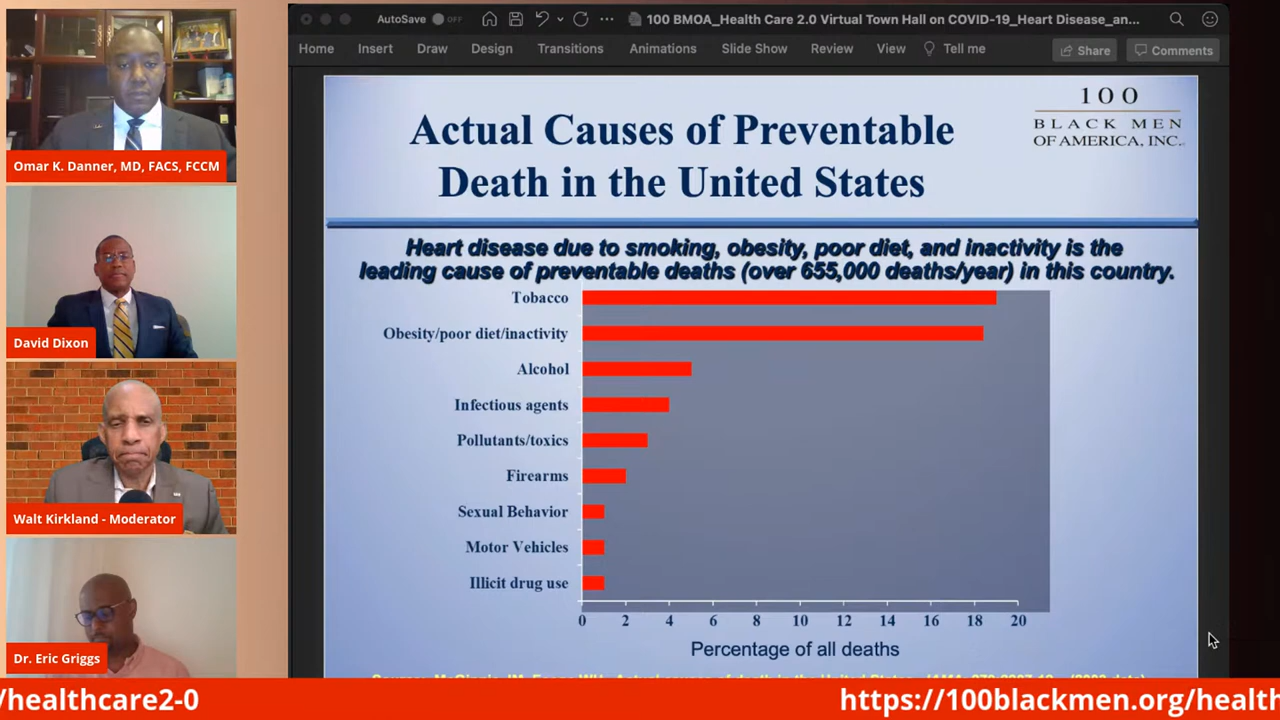 Omar K. Danner, MD, FACS, FCCM
David Dixon
Walt Kirkland - Moderator
Dr. Eric Griggs
AutoSave OFF
100 BMOA_Health Care 2.0 Virtual Town Hall on COVID-19_Heart Disease_an...
Home Insert Draw Design Transitions Animations Slide Show Review View Tell me Share Comments
Actual Causes of Preventable
Death in the United States
100
BLACK MEN
OF AMERICA, INC.
Heart disease due to smoking, obesity, poor diet, and inactivity is the
leading cause of preventable deaths (over 655,000 deaths/year) in this country.
Tobacco
Obesity/poor diet/inactivity
Alcohol
Infectious agents
Pollutants/toxics
Firearms
Sexual Behavior
Motor Vehicles
Illicit drug use
0 2 4 6 8 10 12 14 16 18 20
Percentage of all deaths
/healthcare2-0 https://100blackmen.org/health